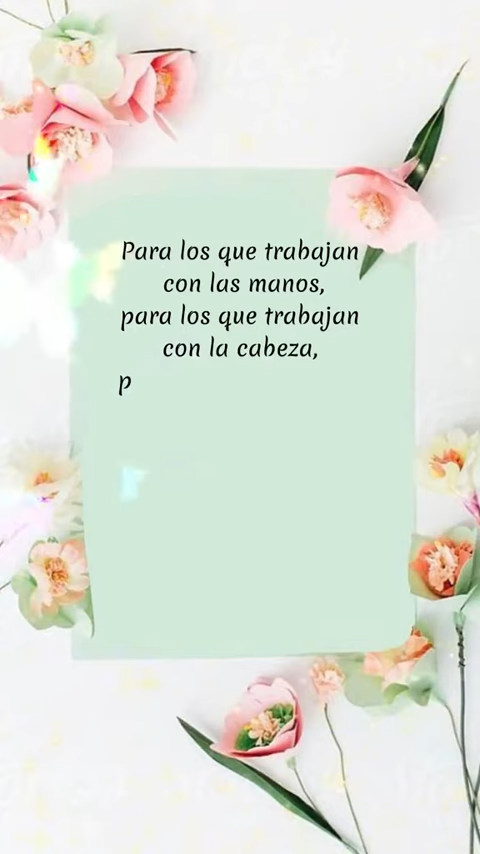 Para los que trabajan
con las manos,
para los que trabajan
con la cabeza,
p